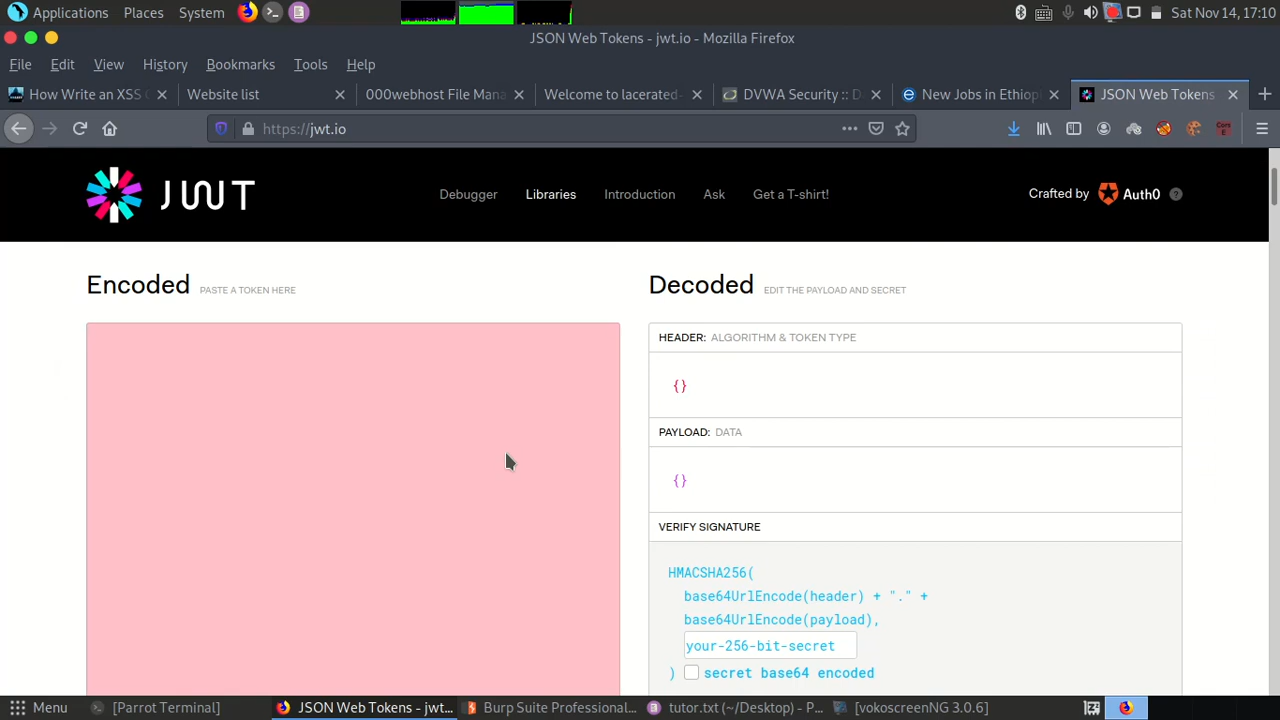 Applications Places System Sat Nov 14, 17:10
JSON Web Tokens - jwt.io - Mozilla Firefox
File Edit View History Bookmarks Tools Help
How Write an XSS Website list 000webhost File Mana Welcome to lacerated- DVWA Security :: D New Jobs in Ethiop JSON Web Tokens
https://jwt.io
JWT Debugger Libraries Introduction Ask Get a T-shirt! Crafted by Auth0 ?
Encoded PASTE A TOKEN HERE
Decoded EDIT THE PAYLOAD AND SECRET
HEADER: ALGORITHM & TOKEN TYPE
{}
PAYLOAD: DATA
{}
VERIFY SIGNATURE
HMACSHA256(
base64UrlEncode(header) + "." +
base64UrlEncode(payload),
your-256-bit-secret
) secret base64 encoded
Menu [Parrot Terminal] JSON Web Tokens - jwt... Burp Suite Professional... tutor.txt (~/Desktop) - P... [vokoscreenNG 3.0.6]